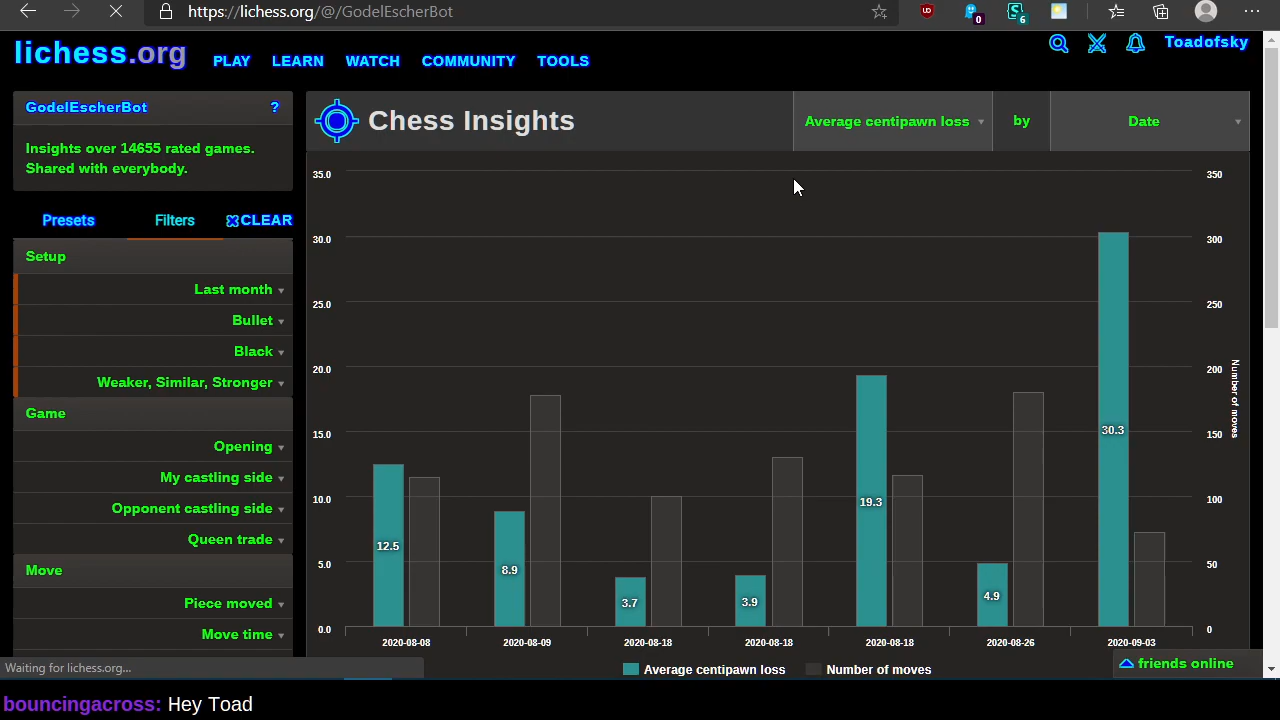 https://lichess.org/@/GodelEscherBot
UD
0
S
6
lichess.org
PLAY
LEARN
WATCH
COMMUNITY
TOOLS
Toadofsky
GodelEscherBot
?
Insights over 14655 rated games.
Shared with everybody.
Presets
Filters
CLEAR
Setup
Last month
Bullet
Black
Weaker, Similar, Stronger
Game
Opening
My castling side
Opponent castling side
Queen trade
Move
Piece moved
Move time
Chess Insights
Average centipawn loss
by
Date
35.0
30.0
25.0
20.0
15.0
10.0
5.0
0.0
350
300
250
200
150
100
50
0
Number of moves
12.5
8.9
3.7
3.9
19.3
4.9
30.3
2020-08-08
2020-08-09
2020-08-18
2020-08-18
2020-08-18
2020-08-26
2020-09-03
Average centipawn loss
Number of moves
Waiting for lichess.org...
friends online
bouncingacross: Hey Toad